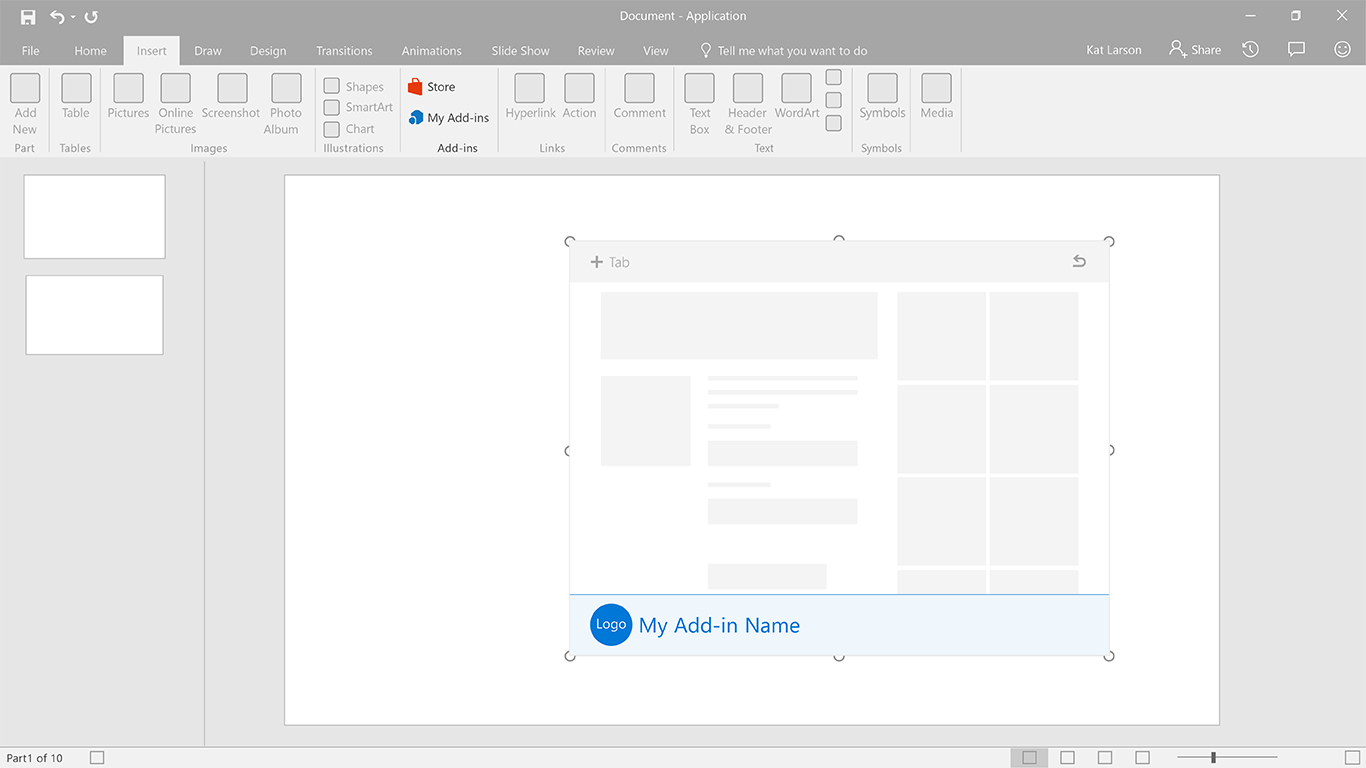 Document - Application
File Home Insert Draw Design Transitions Animations Slide Show Review View Tell me what you want to do Kat Larson Share
Add New
Table
Pictures
Online Pictures
Screenshot
Photo Album
Shapes
SmartArt
Chart
Store
My Add-ins
Hyperlink
Action
Comment
Text Box
Header & Footer
WordArt
Symbols
Media
Part Tables Images Illustrations Add-ins Links Comments Text Symbols
Tab
Logo My Add-in Name
Part1 of 10